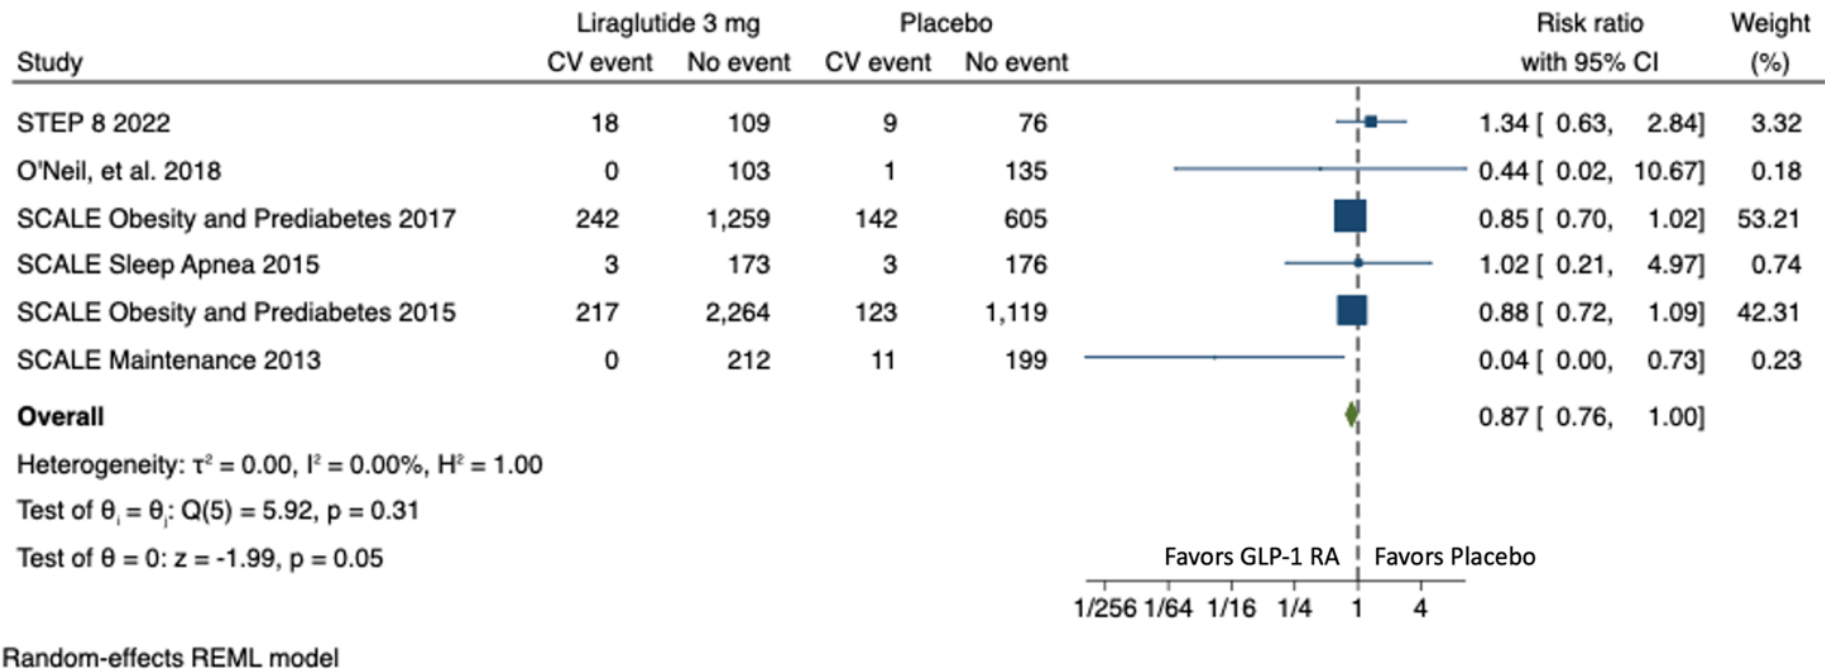 Liraglutide 3 mg Placebo Risk ratio Weight
Study CV event No event CV event No event with 95% CI (%)
STEP 8 2022 18 109 9 76 1.34 [ 0.63, 2.84] 3.32
O'Neil, et al. 2018 0 103 1 135 0.44 [ 0.02, 10.67] 0.18
SCALE Obesity and Prediabetes 2017 242 1,259 142 605 0.85 [ 0.70, 1.02] 53.21
SCALE Sleep Apnea 2015 3 173 3 176 1.02 [ 0.21, 4.97] 0.74
SCALE Obesity and Prediabetes 2015 217 2,264 123 1,119 0.88 [ 0.72, 1.09] 42.31
SCALE Maintenance 2013 0 212 11 199 0.04 [ 0.00, 0.73] 0.23
Overall 0.87 [ 0.76, 1.00]
Heterogeneity: τ² = 0.00, I² = 0.00%, H² = 1.00
Test of θᵢ = θⱼ: Q(5) = 5.92, p = 0.31
Test of θ = 0: z = -1.99, p = 0.05
Favors GLP-1 RA Favors Placebo
1/256 1/64 1/16 1/4 1 4
Random-effects REML model